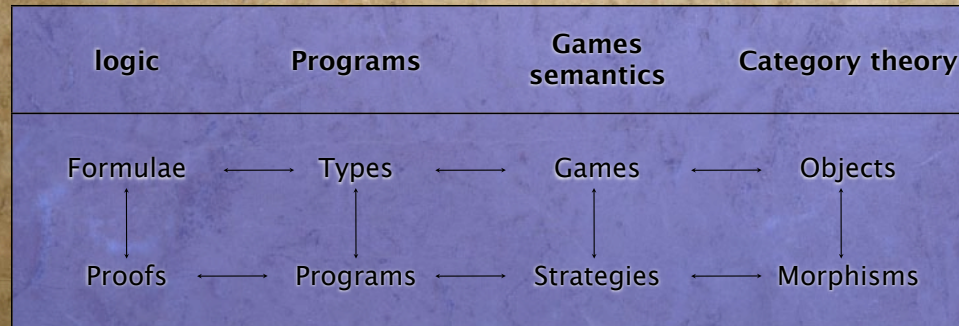 logic Programs Games semantics Category theory
Formulae Types Games Objects
Proofs Programs Strategies Morphisms